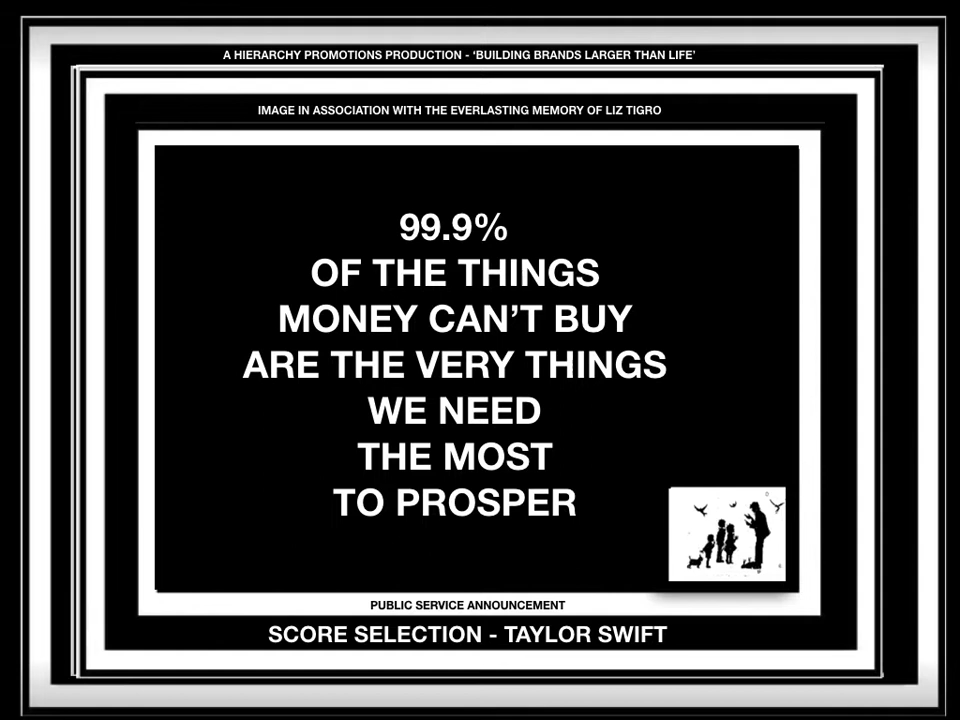 A HIERARCHY PROMOTIONS PRODUCTION - ‘BUILDING BRANDS LARGER THAN LIFE’
IMAGE IN ASSOCIATION WITH THE EVERLASTING MEMORY OF LIZ TIGRO
99.9%
OF THE THINGS
MONEY CAN’T BUY
ARE THE VERY THINGS
WE NEED
THE MOST
TO PROSPER
PUBLIC SERVICE ANNOUNCEMENT
SCORE SELECTION - TAYLOR SWIFT